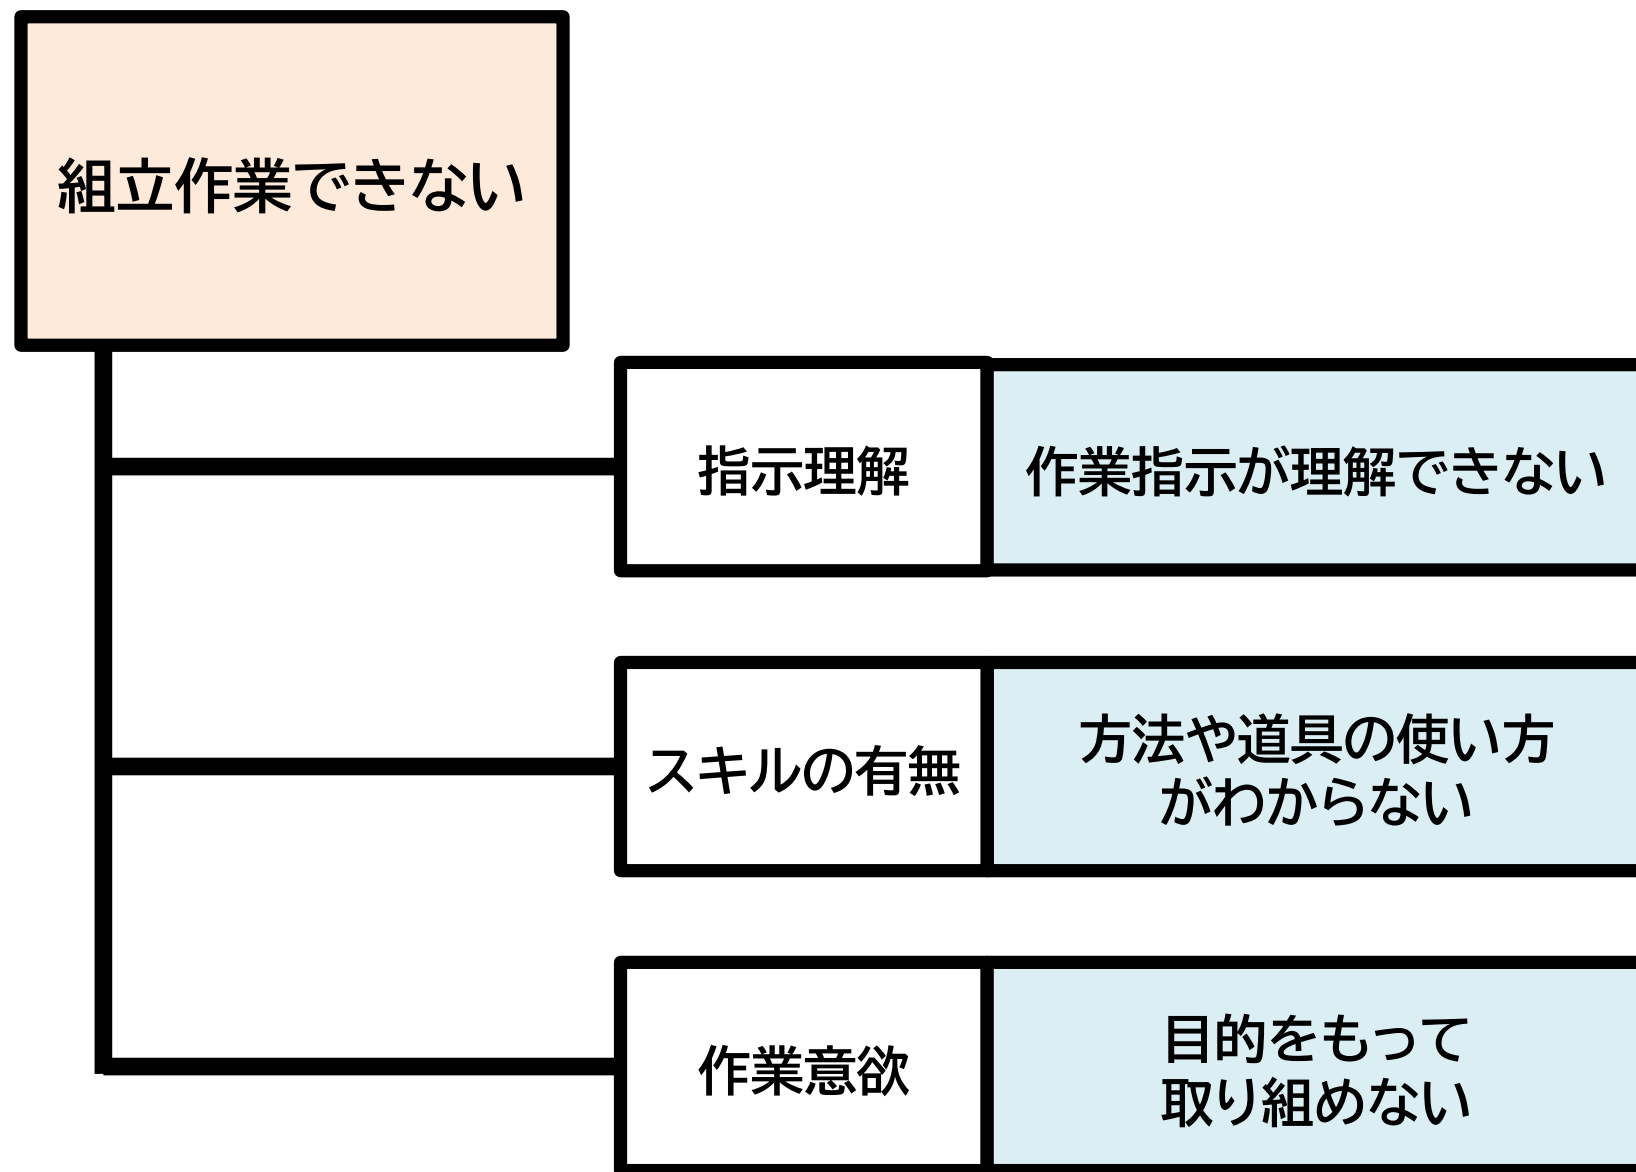 組立作業できない
指示理解
作業指示が理解できない
スキルの有無
方法や道具の使い方
がわからない
作業意欲
目的をもって
取り組めない